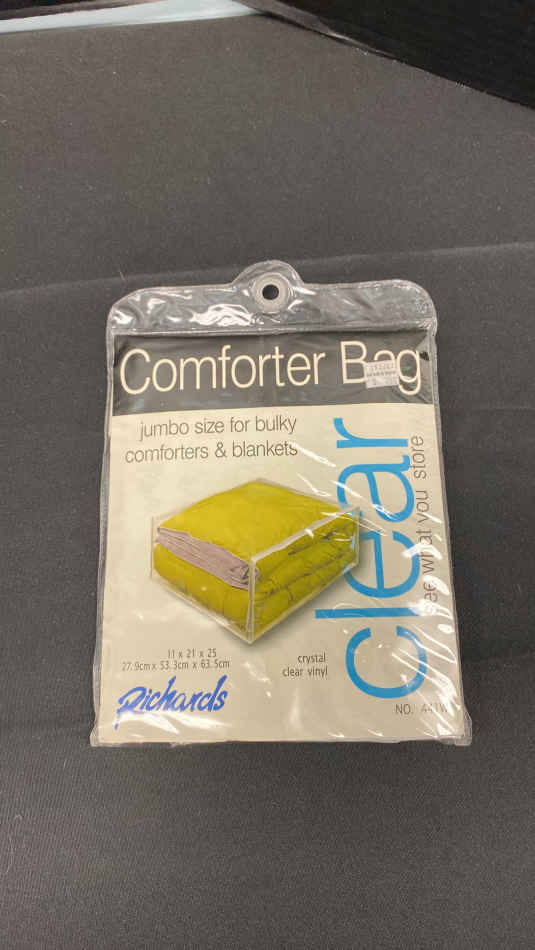 Comforter Bag
jumbo size for bulky
comforters & blankets
clear
see what you store
11 x 21 x 25
27.9cm x 53.3cm x 63.5cm
crystal
clear vinyl
Richards
NO.